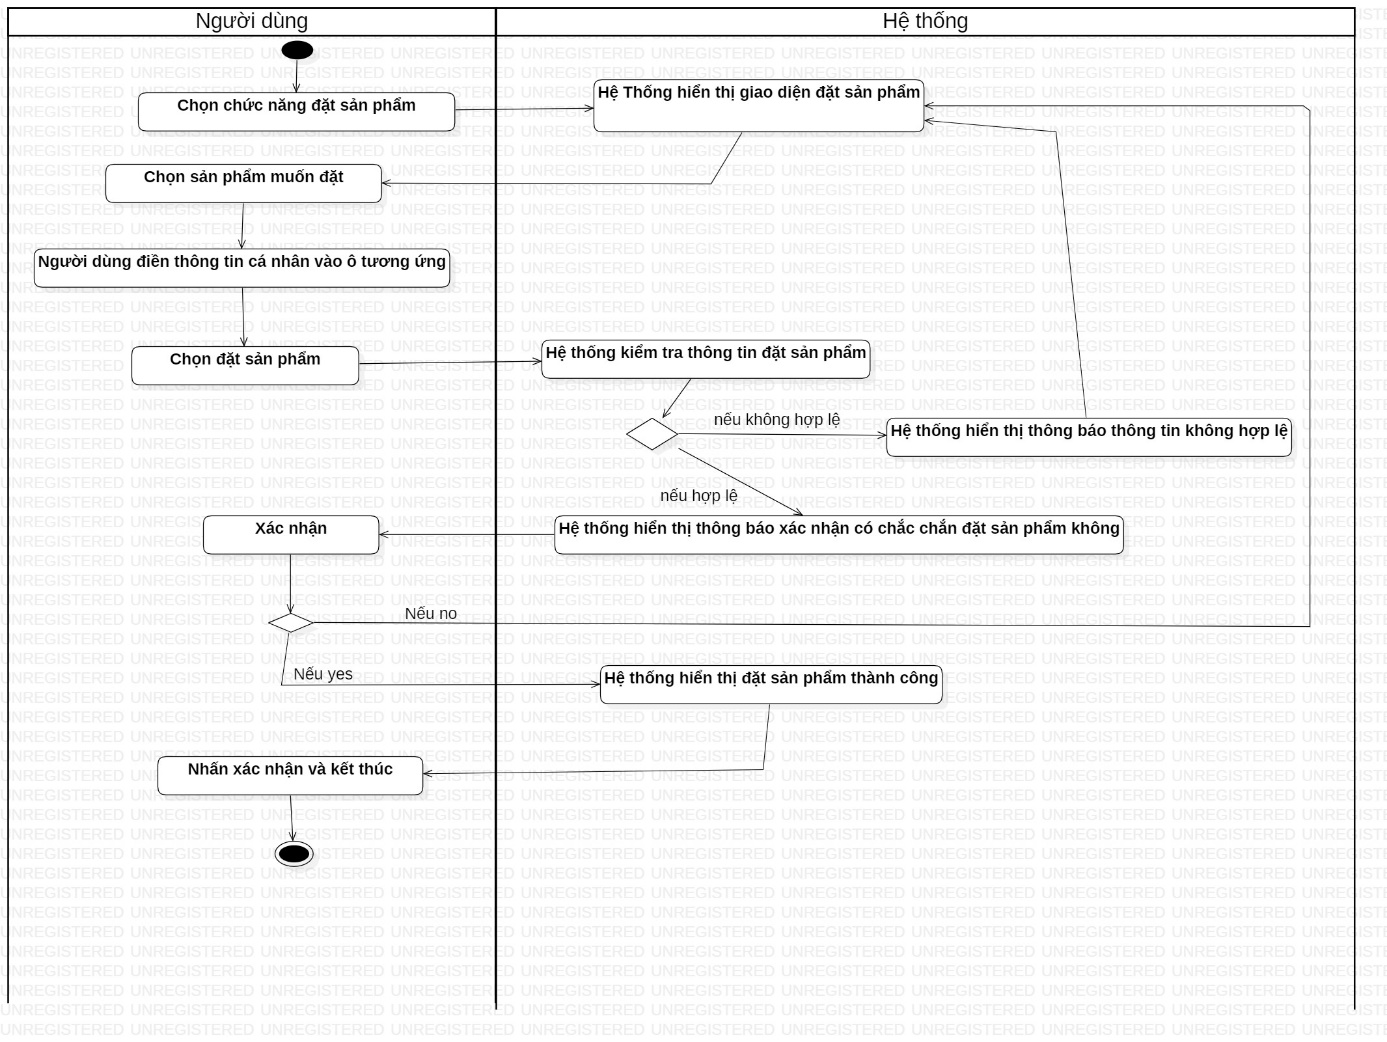 Người dùng
Hệ thống
Chọn chức năng đặt sản phẩm
Hệ Thống hiển thị giao diện đặt sản phẩm
Chọn sản phẩm muốn đặt
Người dùng điền thông tin cá nhân vào ô tương ứng
Chọn đặt sản phẩm
Hệ thống kiểm tra thông tin đặt sản phẩm
nếu không hợp lệ
Hệ thống hiển thị thông báo thông tin không hợp lệ
nếu hợp lệ
Xác nhận
Hệ thống hiển thị thông báo xác nhận có chắc chắn đặt sản phẩm không
Nếu no
Nếu yes
Hệ thống hiển thị đặt sản phẩm thành công
Nhấn xác nhận và kết thúc
UNREGISTERED